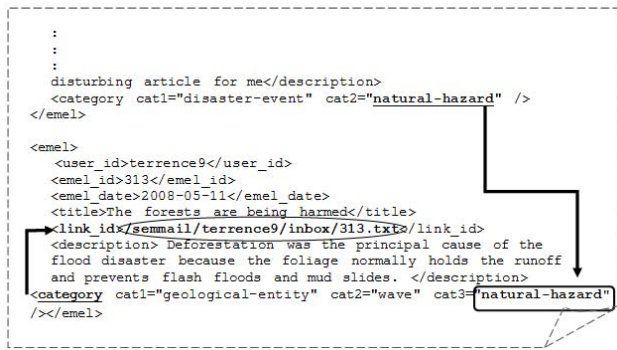 :
:
:
disturbing article for me</description>
<category cat1="disaster-event" cat2="natural-hazard" />
</emel>
<emel>
<user_id>terrence9</user_id>
<emel_id>313</emel_id>
<emel_date>2008-05-11</emel_date>
<title>The forests are being harmed</title>
<link_id>/semmail/terrence9/inbox/313.txt</link_id>
<description> Deforestation was the principal cause of the
flood disaster because the foliage normally holds the runoff
and prevents flash floods and mud slides. </description>
<category cat1="geological-entity" cat2="wave" cat3="natural-hazard"
/></emel>